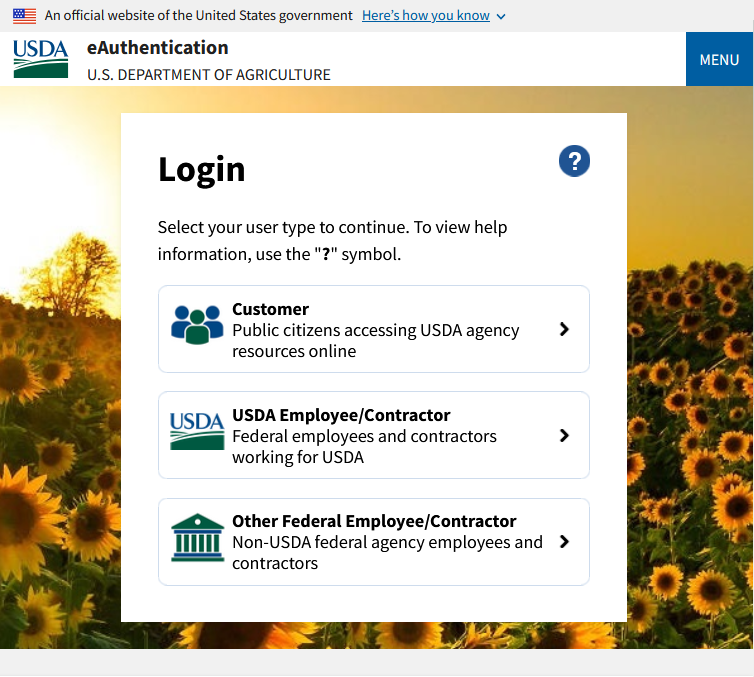 An official website of the United States government Here's how you know
USDA
eAuthentication
U.S. DEPARTMENT OF AGRICULTURE
MENU
Login
?
Select your user type to continue. To view help
information, use the "?" symbol.
Customer
Public citizens accessing USDA agency
resources online
USDA
USDA Employee/Contractor
Federal employees and contractors
working for USDA
Other Federal Employee/Contractor
Non-USDA federal agency employees and
contractors